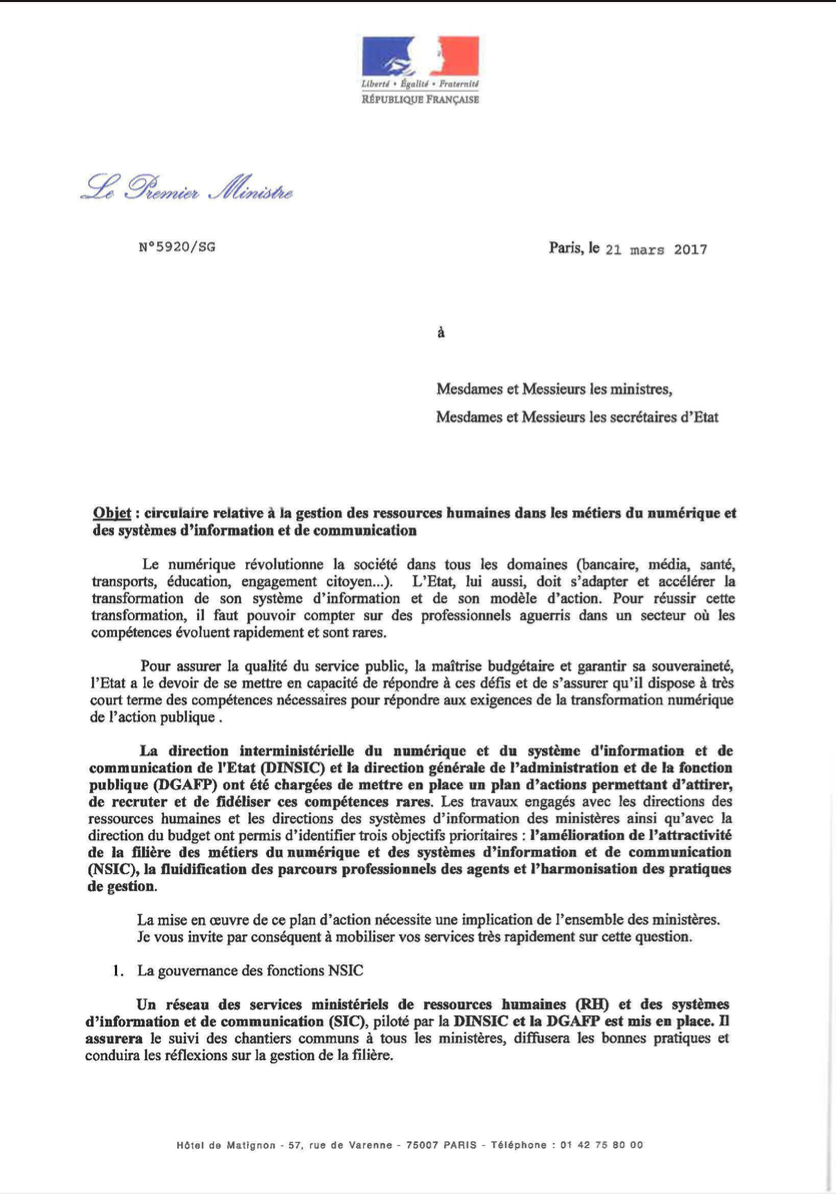 Liberté • Égalité • Fraternité
RÉPUBLIQUE FRANÇAISE
Le Premier Ministre
N°5920/SG
Paris, le 21 mars 2017
à
Mesdames et Messieurs les ministres,
Mesdames et Messieurs les secrétaires d'Etat
Objet : circulaire relative à la gestion des ressources humaines dans les métiers du numérique et
des systèmes d'information et de communication
Le numérique révolutionne la société dans tous les domaines (bancaire, média, santé,
transports, éducation, engagement citoyen...). L'Etat, lui aussi, doit s'adapter et accélérer la
transformation de son système d'information et de son modèle d'action. Pour réussir cette
transformation, il faut pouvoir compter sur des professionnels aguerris dans un secteur où les
compétences évoluent rapidement et sont rares.
Pour assurer la qualité du service public, la maîtrise budgétaire et garantir sa souveraineté,
l'Etat a le devoir de se mettre en capacité de répondre à ces défis et de s'assurer qu'il dispose à très
court terme des compétences nécessaires pour répondre aux exigences de la transformation numérique
de l'action publique .
La direction interministérielle du numérique et du système d'information et de
communication de l'Etat (DINSIC) et la direction générale de l'administration et de la fonction
publique (DGAFP) ont été chargées de mettre en place un plan d'actions permettant d'attirer,
de recruter et de fidéliser ces compétences rares. Les travaux engagés avec les directions des
ressources humaines et les directions des systèmes d'information des ministères ainsi qu'avec la
direction du budget ont permis d'identifier trois objectifs prioritaires : l'amélioration de l'attractivité
de la filière des métiers du numérique et des systèmes d'information et de communication
(NSIC), la fluidification des parcours professionnels des agents et l'harmonisation des pratiques
de gestion.
La mise en œuvre de ce plan d'action nécessite une implication de l'ensemble des ministères.
Je vous invite par conséquent à mobiliser vos services très rapidement sur cette question.
1. La gouvernance des fonctions NSIC
Un réseau des services ministériels de ressources humaines (RH) et des systèmes
d'information et de communication (SIC), piloté par la DINSIC et la DGAFP est mis en place. Il
assurera le suivi des chantiers communs à tous les ministères, diffusera les bonnes pratiques et
conduira les réflexions sur la gestion de la filière.
Hôtel de Matignon - 57, rue de Varenne - 75007 PARIS - Téléphone : 01 42 75 80 00